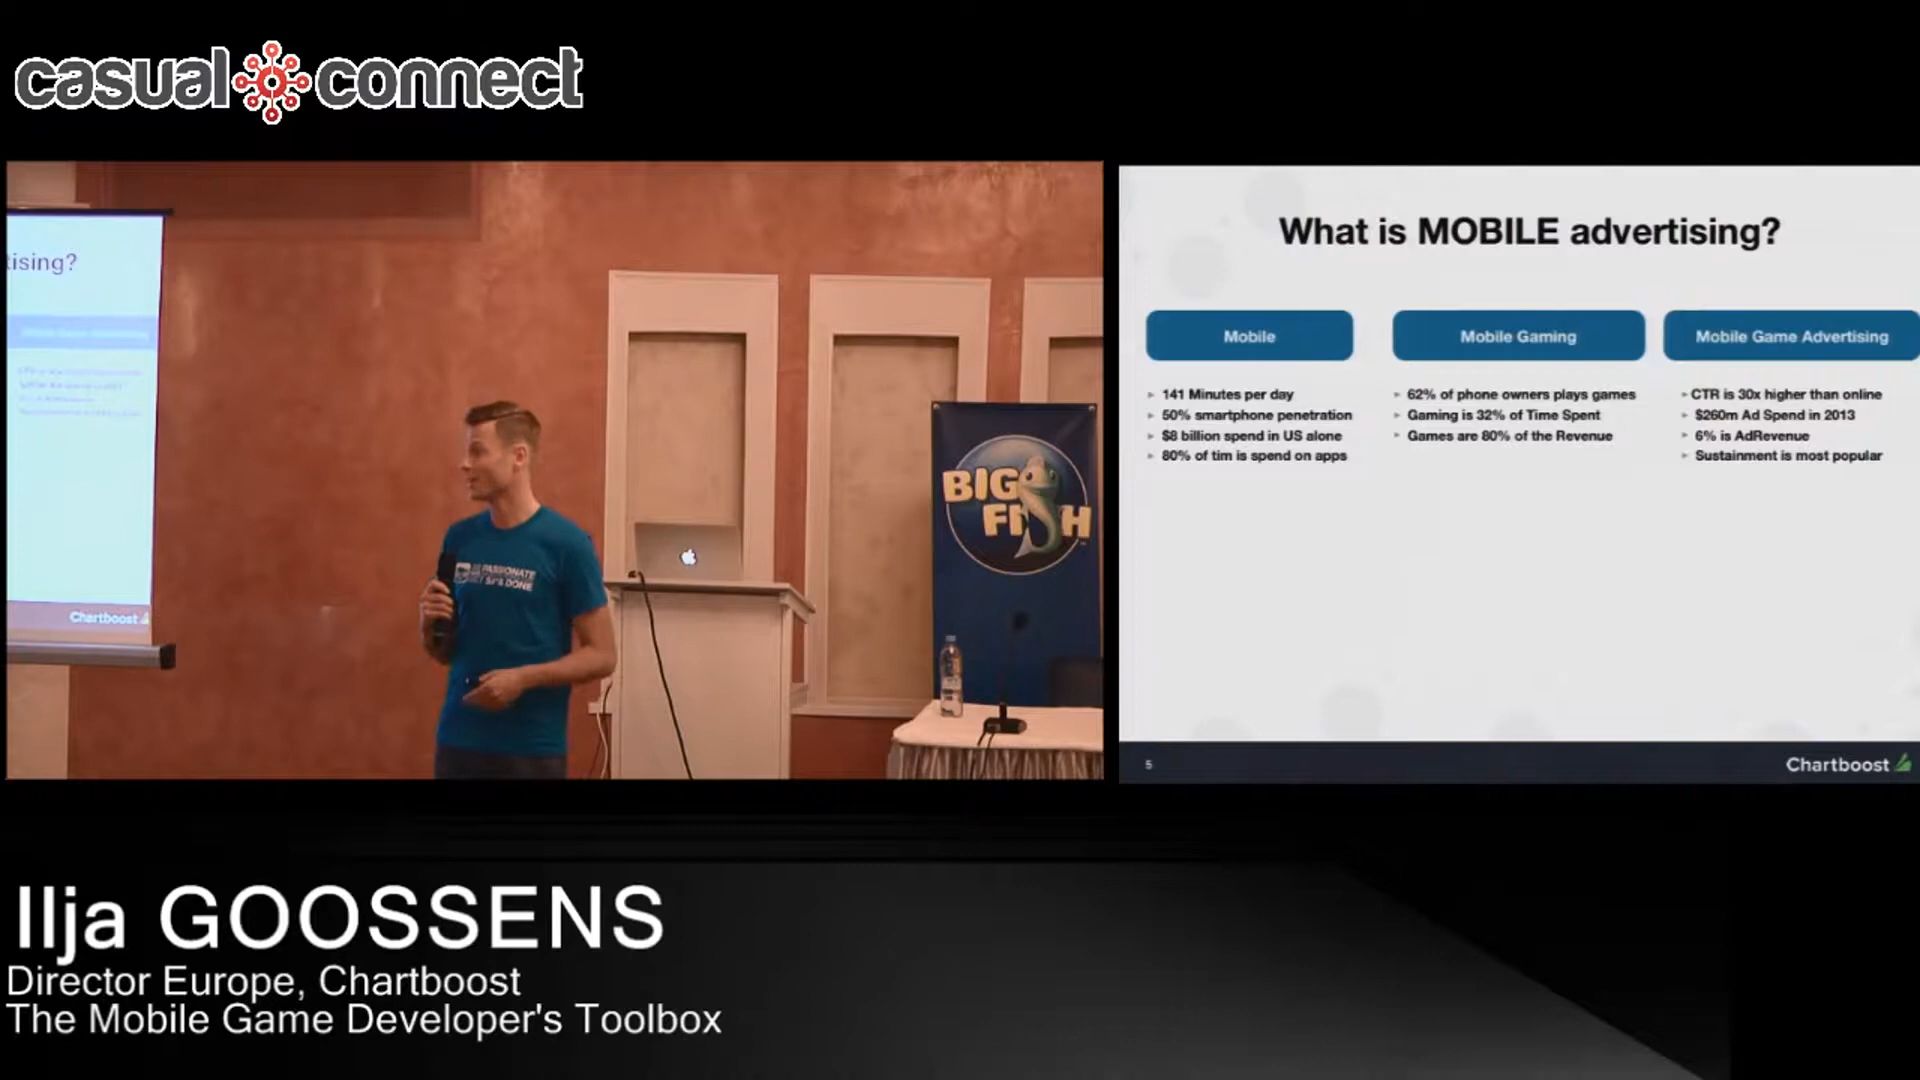 casual connect
tising?
Chartboost
PASSIONATE
DONE
BIG
FISH
What is MOBILE advertising?
Mobile
141 Minutes per day
50% smartphone penetration
$8 billion spend in US alone
80% of tim is spend on apps
Mobile Gaming
62% of phone owners plays games
Gaming is 32% of Time Spent
Games are 80% of the Revenue
Mobile Game Advertising
CTR is 30x higher than online
$260m Ad Spend in 2013
6% is AdRevenue
Sustainment is most popular
5
Chartboost
Ilja GOOSSENS
Director Europe, Chartboost
The Mobile Game Developer's Toolbox